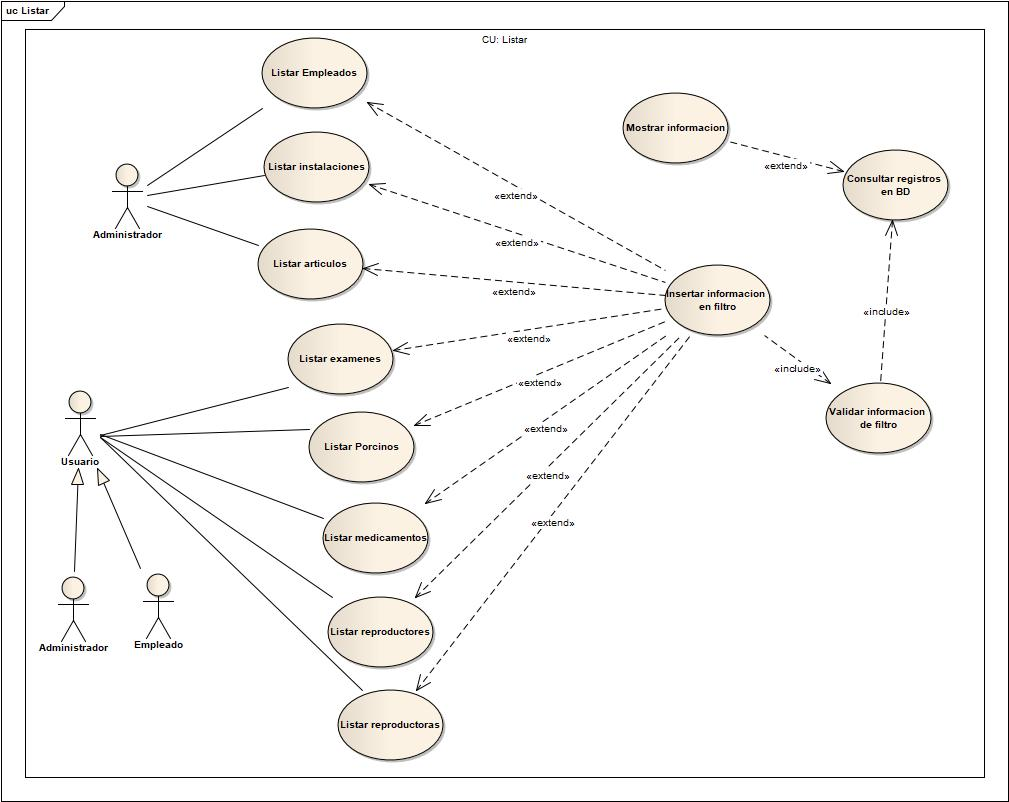 uc Listar
CU: Listar
Listar Empleados
Mostrar informacion
«extend»
Listar instalaciones
Consultar registros
en BD
«extend»
Administrador
«extend»
Listar articulos
«extend»
Insertar informacion
en filtro
«include»
«extend»
Listar examenes
«include»
«extend»
Validar informacion
de filtro
«extend»
Listar Porcinos
Usuario
«extend»
«extend»
Listar medicamentos
Listar reproductores
Administrador
Empleado
Listar reproductoras